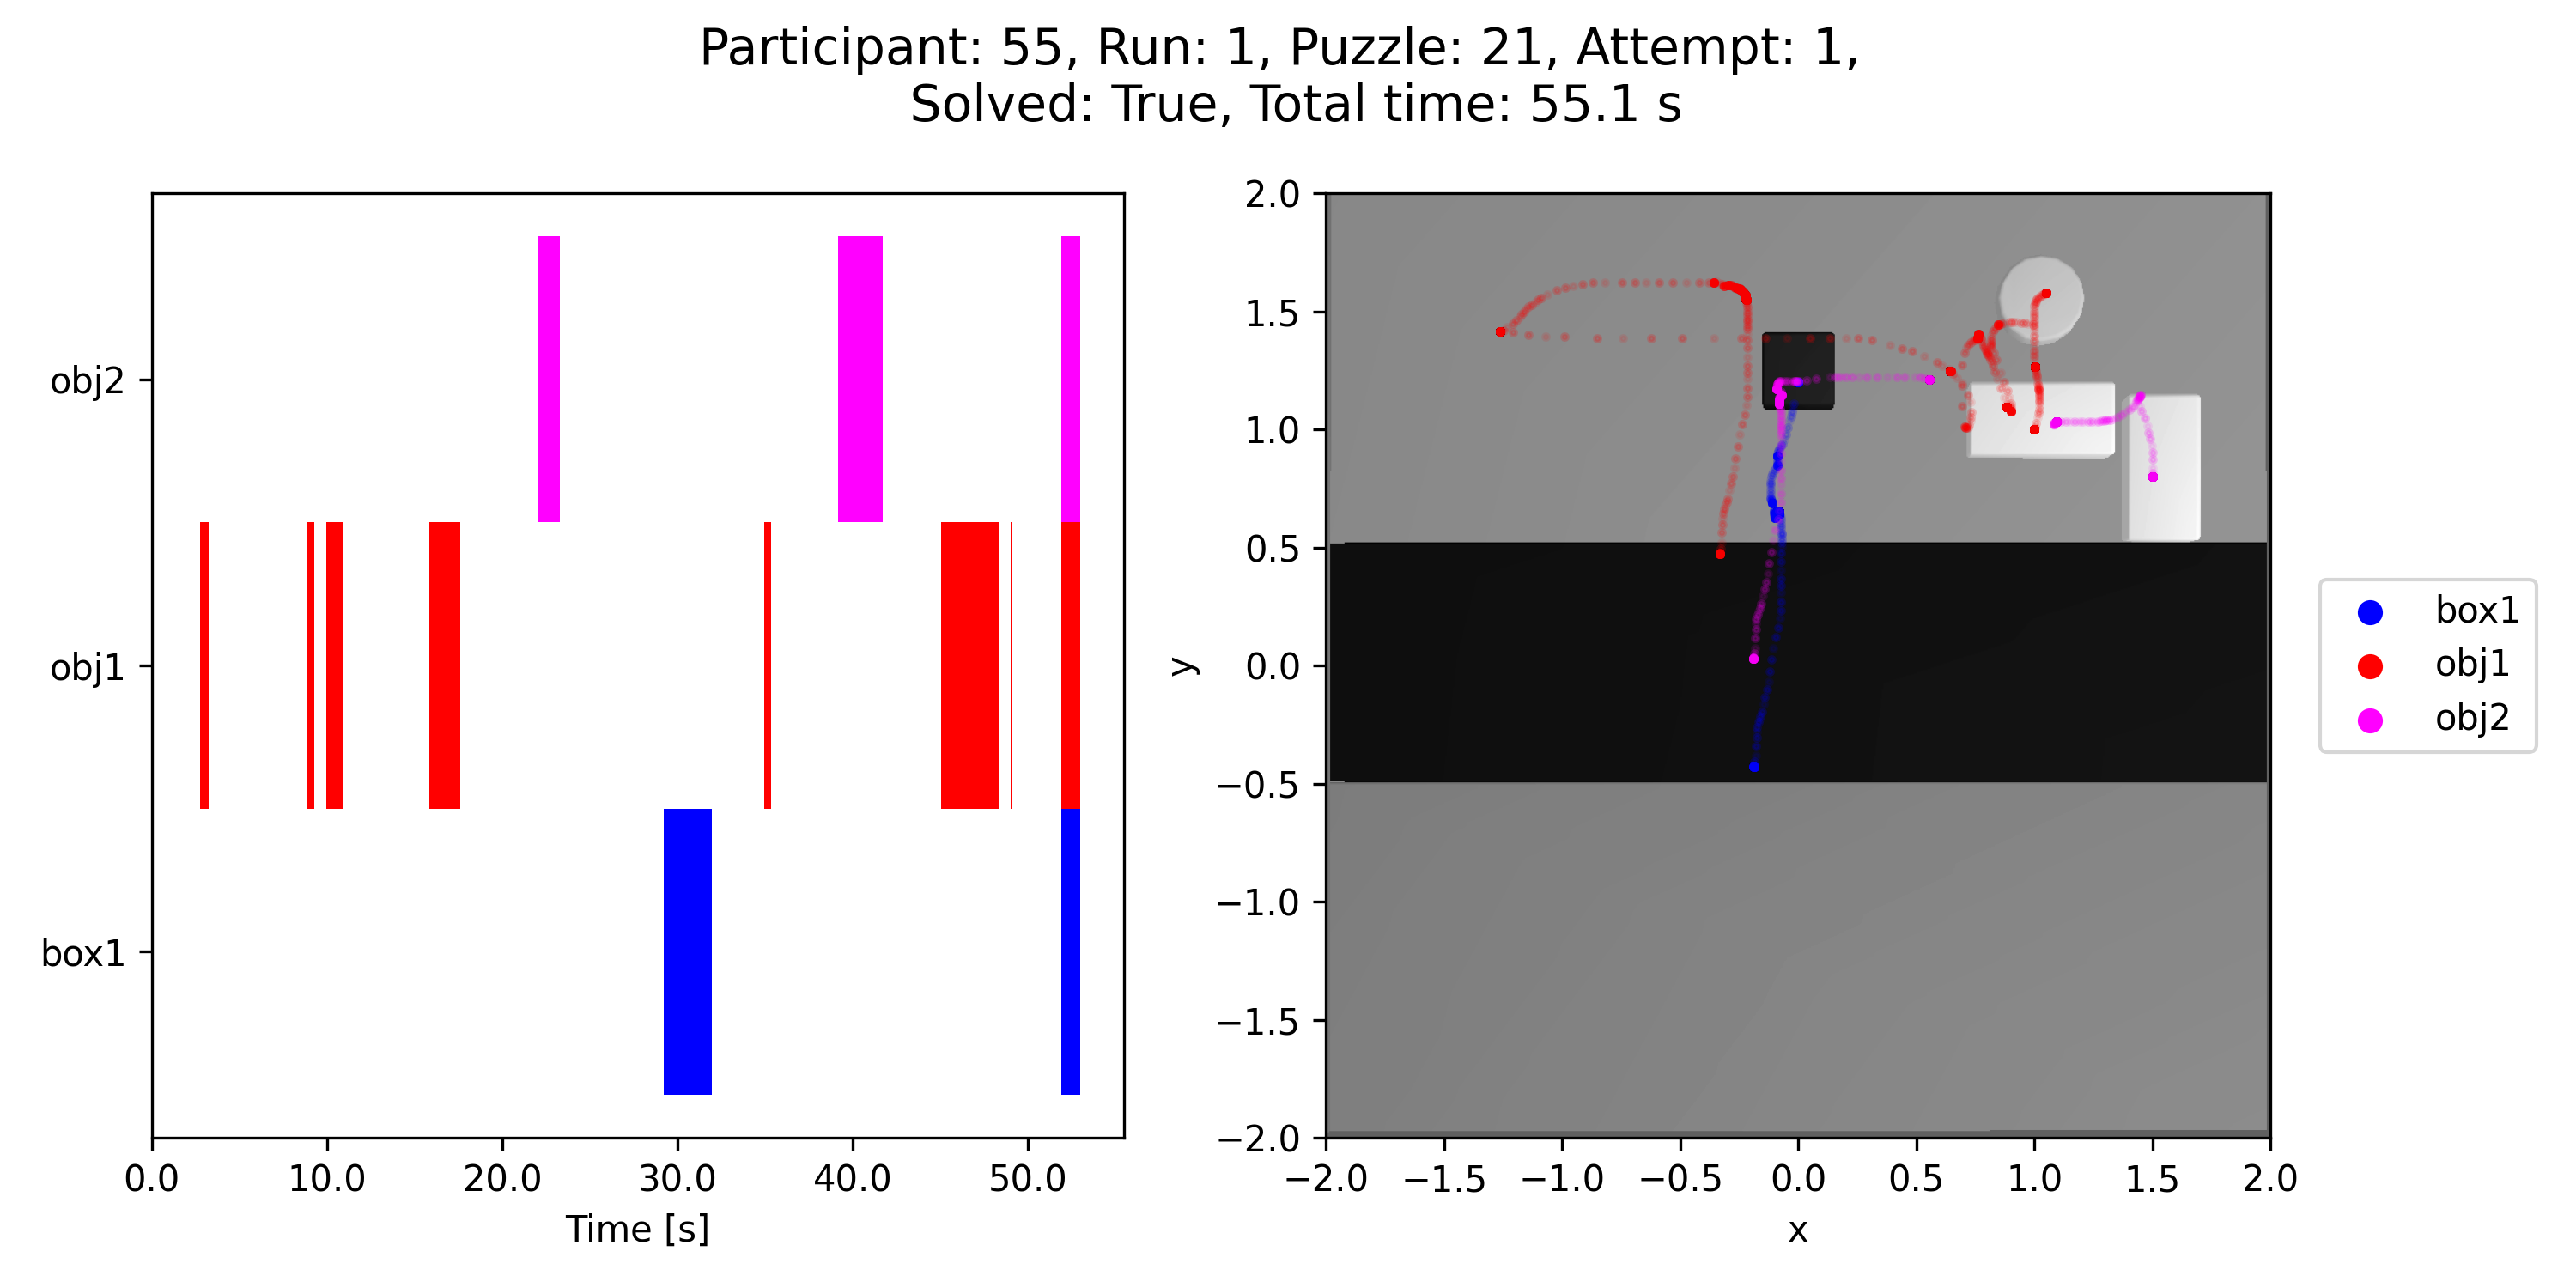 Participant: 55, Run: 1, Puzzle: 21, Attempt: 1,
Solved: True, Total time: 55.1 s
obj2
obj1
box1
0.0 10.0 20.0 30.0 40.0 50.0
Time [s]
2.0
1.5
1.0
0.5
0.0
−0.5
−1.0
−1.5
−2.0
y
−2.0 −1.5 −1.0 −0.5 0.0 0.5 1.0 1.5 2.0
x
box1
obj1
obj2